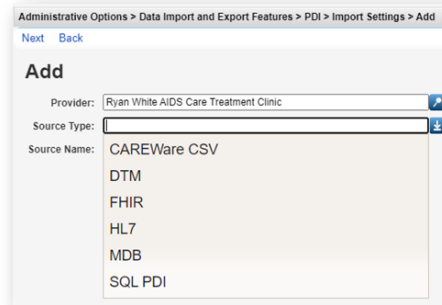 Administrative Options > Data Import and Export Features > PDI > Import Settings > Add
Next Back
Add
Provider: Ryan White AIDS Care Treatment Clinic
Source Type:
Source Name:
CAREWare CSV
DTM
FHIR
HL7
MDB
SQL PDI